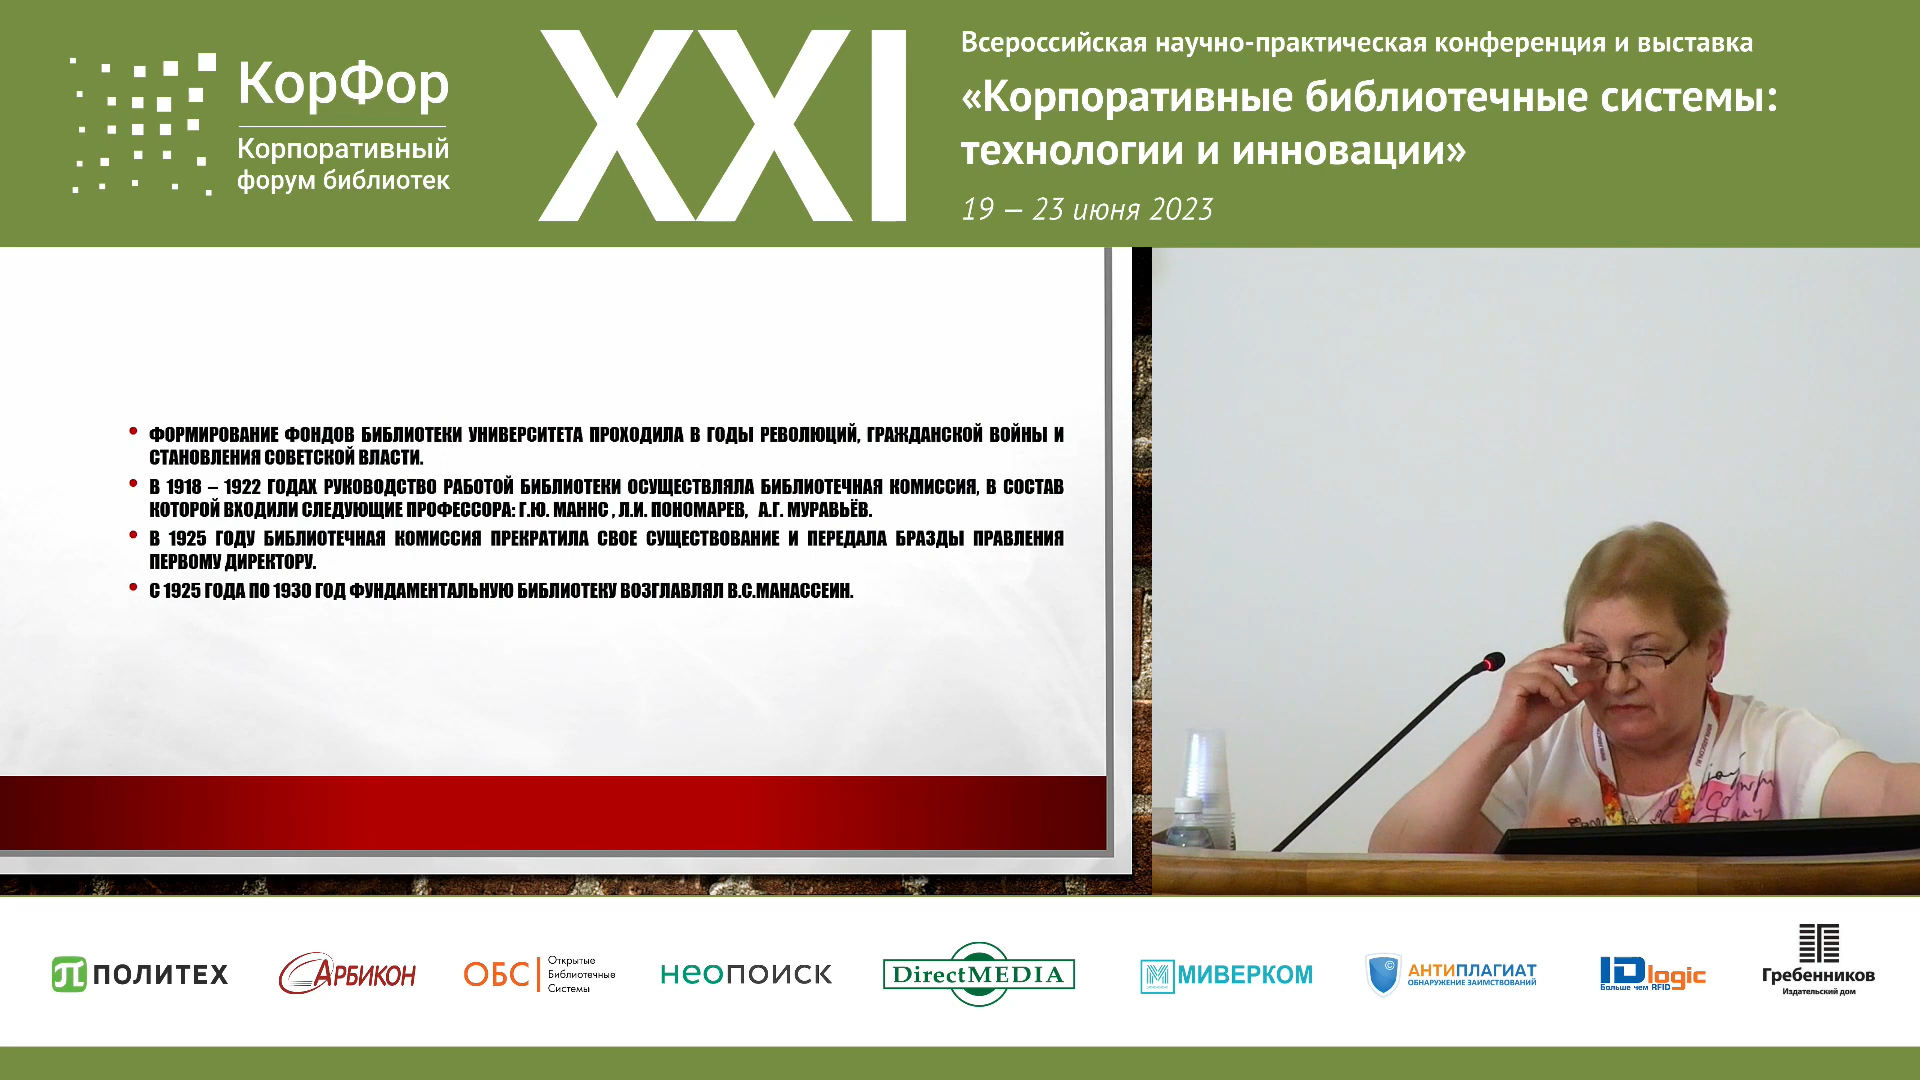 КорФор
Корпоративный
форум библиотек
XXI
Всероссийская научно-практическая конференция и выставка
«Корпоративные библиотечные системы:
технологии и инновации»
19 – 23 июня 2023
• ФОРМИРОВАНИЕ ФОНДОВ БИБЛИОТЕКИ УНИВЕРСИТЕТА ПРОХОДИЛА В ГОДЫ РЕВОЛЮЦИЙ, ГРАЖДАНСКОЙ ВОЙНЫ И
СТАНОВЛЕНИЯ СОВЕТСКОЙ ВЛАСТИ.
• В 1918 – 1922 ГОДАХ РУКОВОДСТВО РАБОТОЙ БИБЛИОТЕКИ ОСУЩЕСТВЛЯЛА БИБЛИОТЕЧНАЯ КОМИССИЯ, В СОСТАВ
КОТОРОЙ ВХОДИЛИ СЛЕДУЮЩИЕ ПРОФЕССОРА: Г.Ю. МАННС , Л.И. ПОНОМАРЕВ, А.Г. МУРАВЬЁВ.
• В 1925 ГОДУ БИБЛИОТЕЧНАЯ КОМИССИЯ ПРЕКРАТИЛА СВОЕ СУЩЕСТВОВАНИЕ И ПЕРЕДАЛА БРАЗДЫ ПРАВЛЕНИЯ
ПЕРВОМУ ДИРЕКТОРУ.
• С 1925 ГОДА ПО 1930 ГОД ФУНДАМЕНТАЛЬНУЮ БИБЛИОТЕКУ ВОЗГЛАВЛЯЛ В.С.МАНАССЕИН.
ПОЛИТЕХ
АРБИКОН
ОБС
Открытые
Библиотечные
Системы
неопоиск
DirectMEDIA
МИВЕРКОМ
АНТИПЛАГИАТ
ОБНАРУЖЕНИЕ ЗАИМСТВОВАНИЙ
IDlogic
Больше чем RFID
Гребенников
Издательский дом